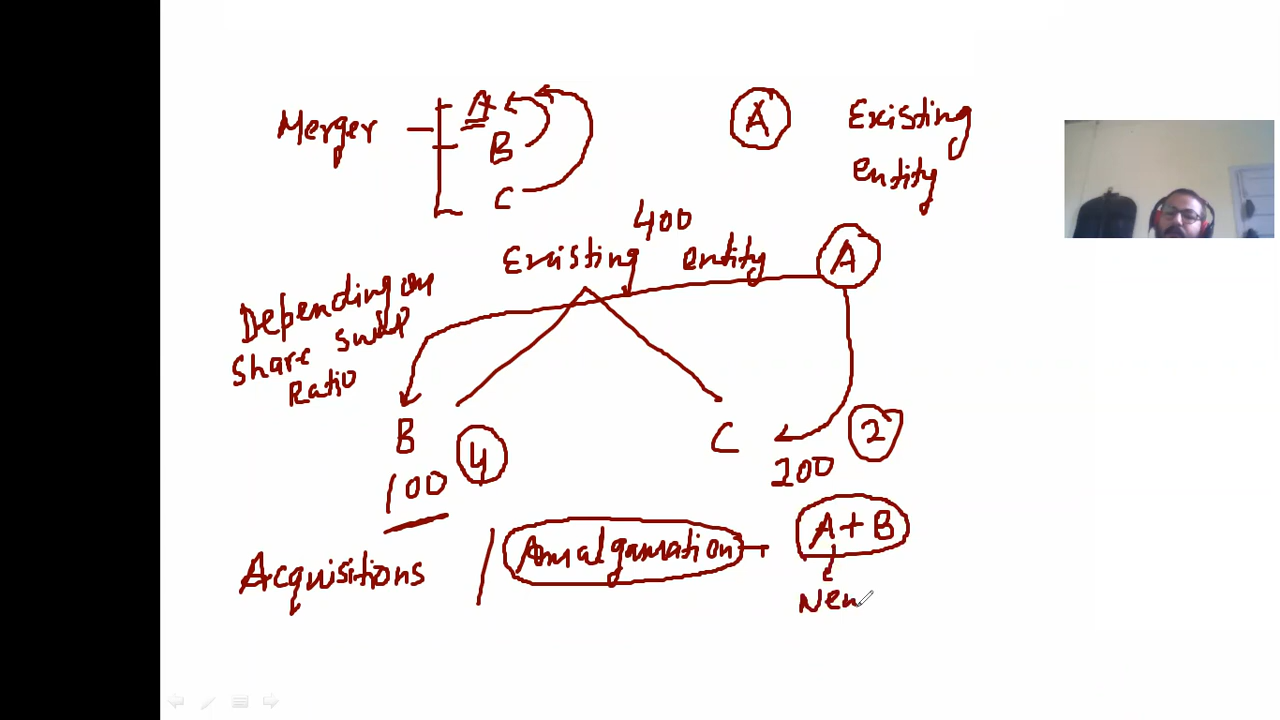 Merger
A
B
C
A
Existing
entity
400
Existing entity
A
Depending on
Share swap
Ratio
B
4
100
C
2
200
Acquisitions / Amalgamation - A + B
New